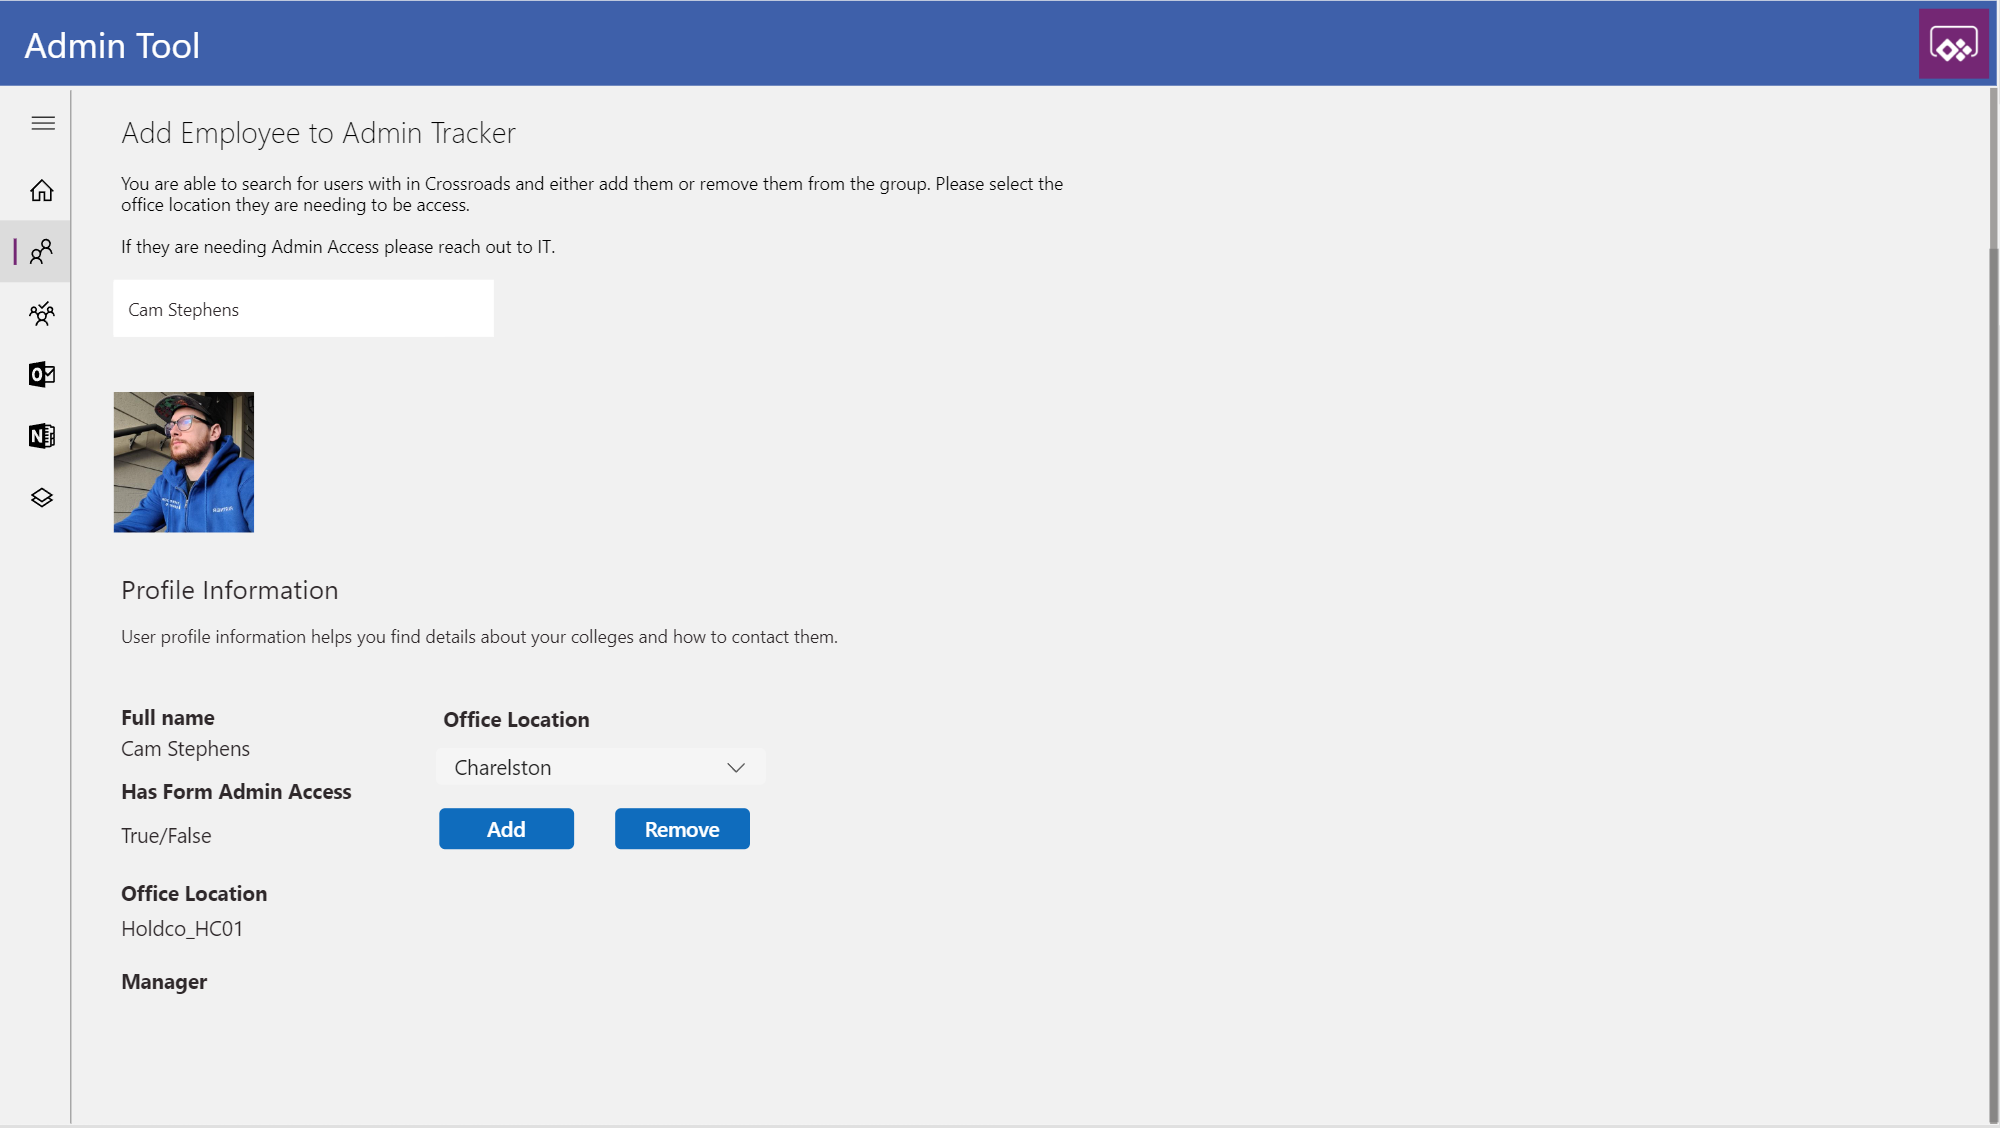 Admin Tool
Add Employee to Admin Tracker
You are able to search for users with in Crossroads and either add them or remove them from the group. Please select the
office location they are needing to be access.
If they are needing Admin Access please reach out to IT.
Cam Stephens
Profile Information
User profile information helps you find details about your colleges and how to contact them.
Full name
Cam Stephens
Office Location
Charelston
Has Form Admin Access
True/False
Add
Remove
Office Location
Holdco_HC01
Manager